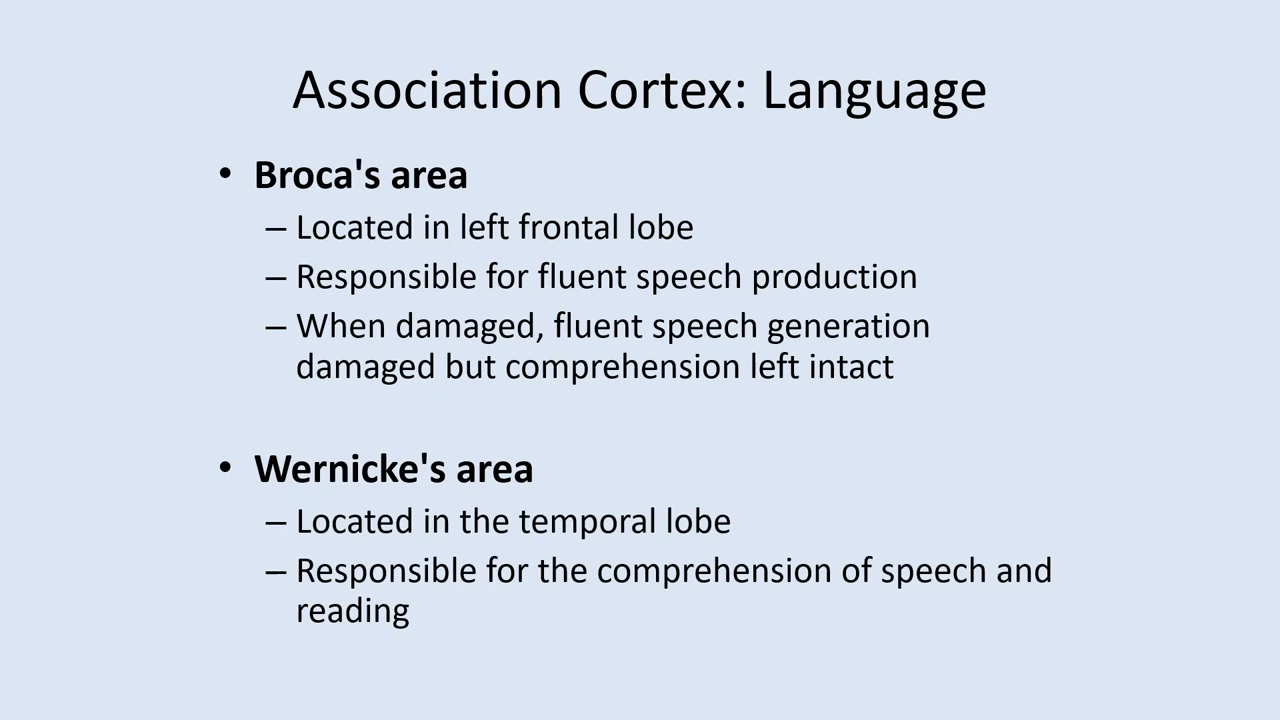 Association Cortex: Language
• Broca's area
– Located in left frontal lobe
– Responsible for fluent speech production
– When damaged, fluent speech generation
damaged but comprehension left intact
• Wernicke's area
– Located in the temporal lobe
– Responsible for the comprehension of speech and
reading